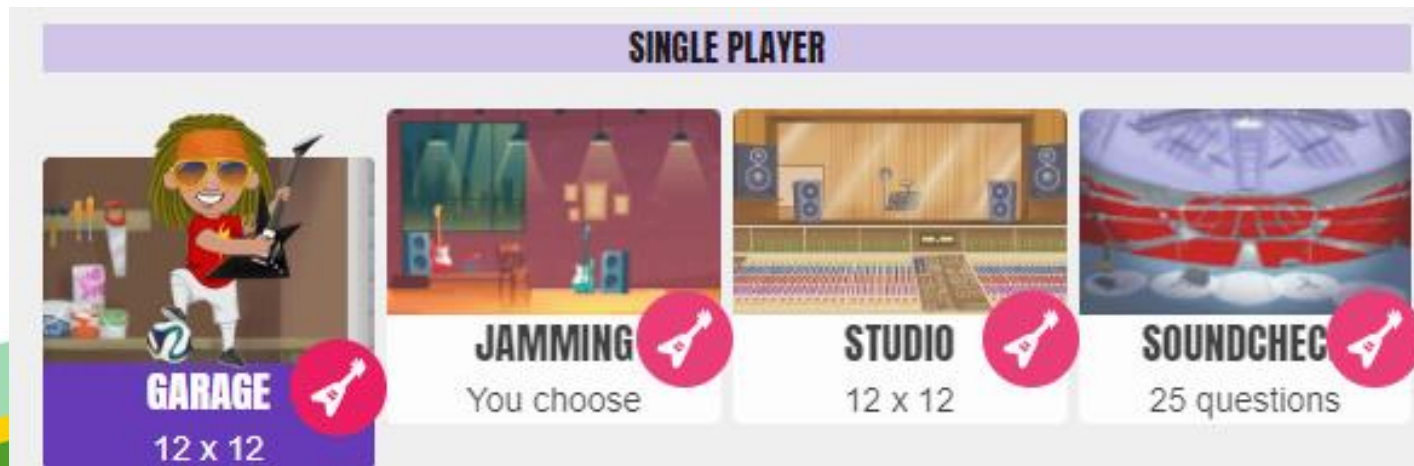 SINGLE PLAYER
GARAGE
12 x 12
JAMMING
You choose
STUDIO
12 x 12
SOUNDCHEC
25 questions